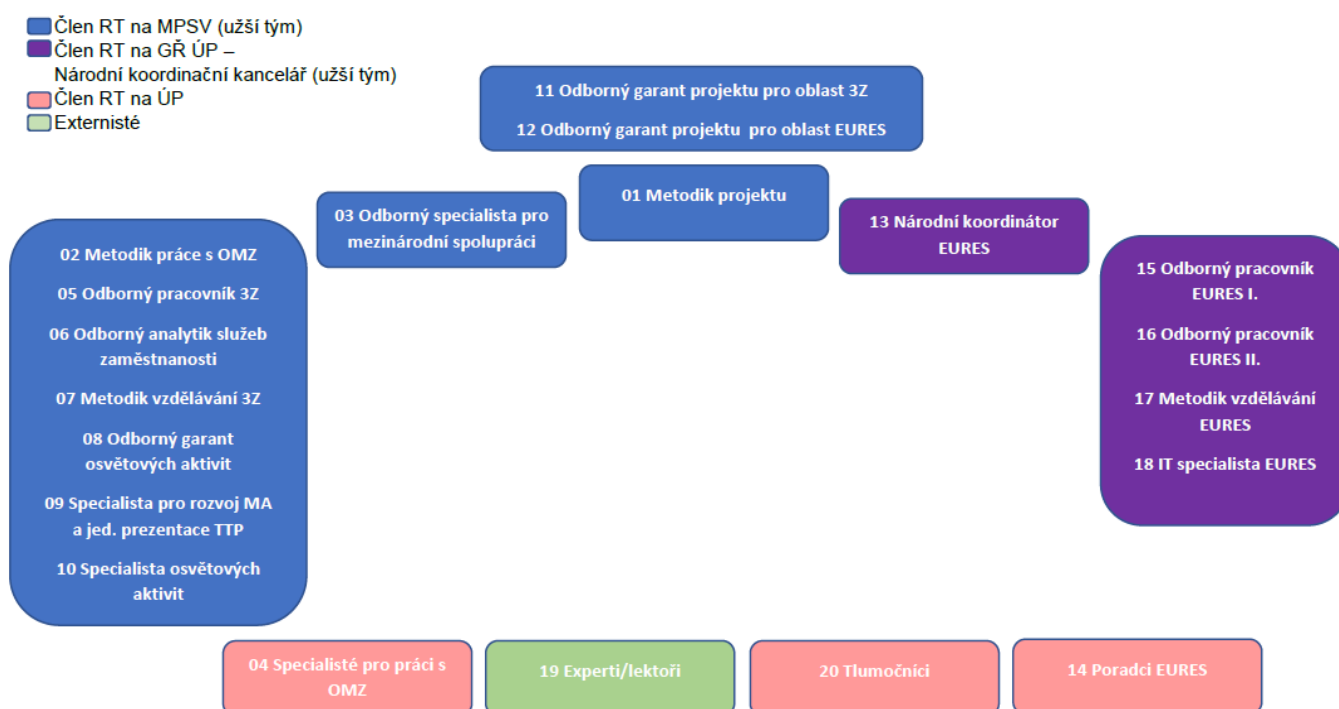 Člen RT na MPSV (užší tým)
Člen RT na GŘ ÚP –
Národní koordinační kancelář (užší tým)
Člen RT na ÚP
Externisté
11 Odborný garant projektu pro oblast 3Z
12 Odborný garant projektu pro oblast EURES
01 Metodik projektu
03 Odborný specialista pro
mezinárodní spolupráci
13 Národní koordinátor
EURES
02 Metodik práce s OMZ
05 Odborný pracovník 3Z
06 Odborný analytik služeb
zaměstnanosti
07 Metodik vzdělávání 3Z
08 Odborný garant
osvětových aktivit
09 Specialista pro rozvoj MA
a jed. prezentace TTP
10 Specialista osvětových
aktivit
15 Odborný pracovník
EURES I.
16 Odborný pracovník
EURES II.
17 Metodik vzdělávání
EURES
18 IT specialista EURES
04 Specialisté pro práci s
OMZ
19 Experti/lektoři
20 Tlumočníci
14 Poradci EURES